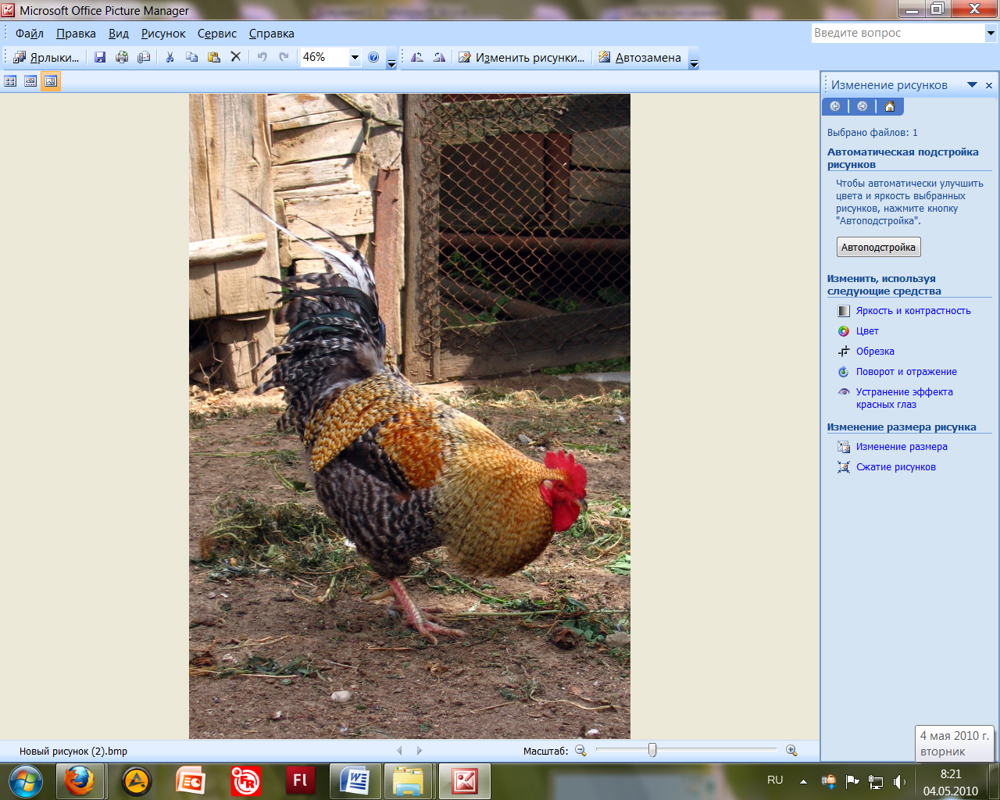 Microsoft Office Picture Manager
Файл Правка Вид Рисунок Сервис Справка
Введите вопрос
Ярлыки... 46% Изменить рисунки... Автозамена
Изменение рисунков
Выбрано файлов: 1
Автоматическая подстройка
рисунков
Чтобы автоматически улучшить
цвета и яркость выбранных
рисунков, нажмите кнопку
"Автоподстройка".
Автоподстройка
Изменить, используя
следующие средства
Яркость и контрастность
Цвет
Обрезка
Поворот и отражение
Устранение эффекта
красных глаз
Изменение размера рисунка
Изменение размера
Сжатие рисунков
4 мая 2010 г.
вторник
Новый рисунок (2).bmp
Масштаб:
FR
Fl
W
RU
8:21
04.05.2010